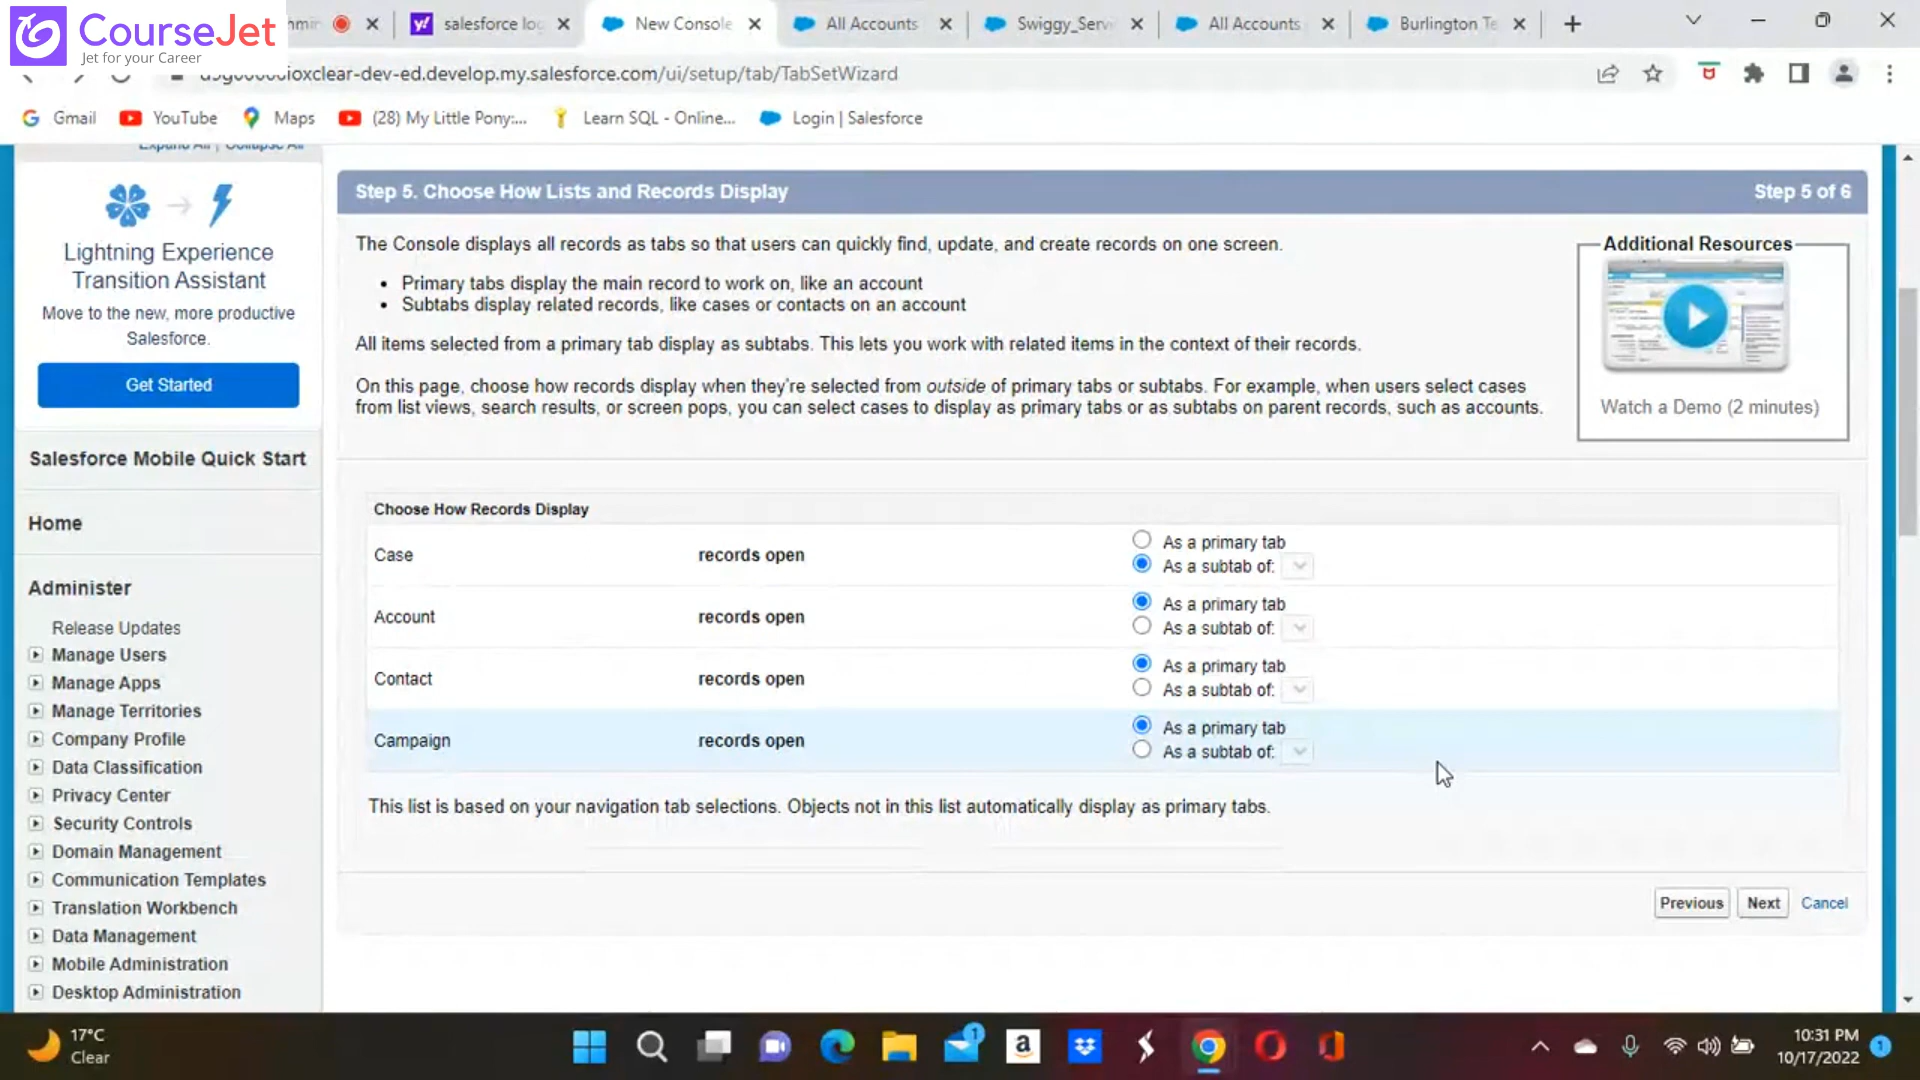 CourseJet
Jet for your Career
salesforce log
New Console
All Accounts
Swiggy_Servi
All Accounts
Burlington Te
ioxclear-dev-ed.develop.my.salesforce.com/ui/setup/tab/TabSetWizard
Gmail
YouTube
Maps
(28) My Little Pony:...
Learn SQL - Online...
Login | Salesforce
Expand All | Collapse All
Lightning Experience
Transition Assistant
Move to the new, more productive
Salesforce.
Get Started
Salesforce Mobile Quick Start
Home
Administer
Release Updates
Manage Users
Manage Apps
Manage Territories
Company Profile
Data Classification
Privacy Center
Security Controls
Domain Management
Communication Templates
Translation Workbench
Data Management
Mobile Administration
Desktop Administration
Step 5. Choose How Lists and Records Display
Step 5 of 6
The Console displays all records as tabs so that users can quickly find, update, and create records on one screen.
Primary tabs display the main record to work on, like an account
Subtabs display related records, like cases or contacts on an account
All items selected from a primary tab display as subtabs. This lets you work with related items in the context of their records.
On this page, choose how records display when they're selected from outside of primary tabs or subtabs. For example, when users select cases
from list views, search results, or screen pops, you can select cases to display as primary tabs or as subtabs on parent records, such as accounts.
Additional Resources
Watch a Demo (2 minutes)
Choose How Records Display
Case
records open
As a primary tab
As a subtab of:
Account
records open
As a primary tab
As a subtab of:
Contact
records open
As a primary tab
As a subtab of:
Campaign
records open
As a primary tab
As a subtab of:
This list is based on your navigation tab selections. Objects not in this list automatically display as primary tabs.
Previous
Next
Cancel
17°C
Clear
1
a
10:31 PM
10/17/2022
1